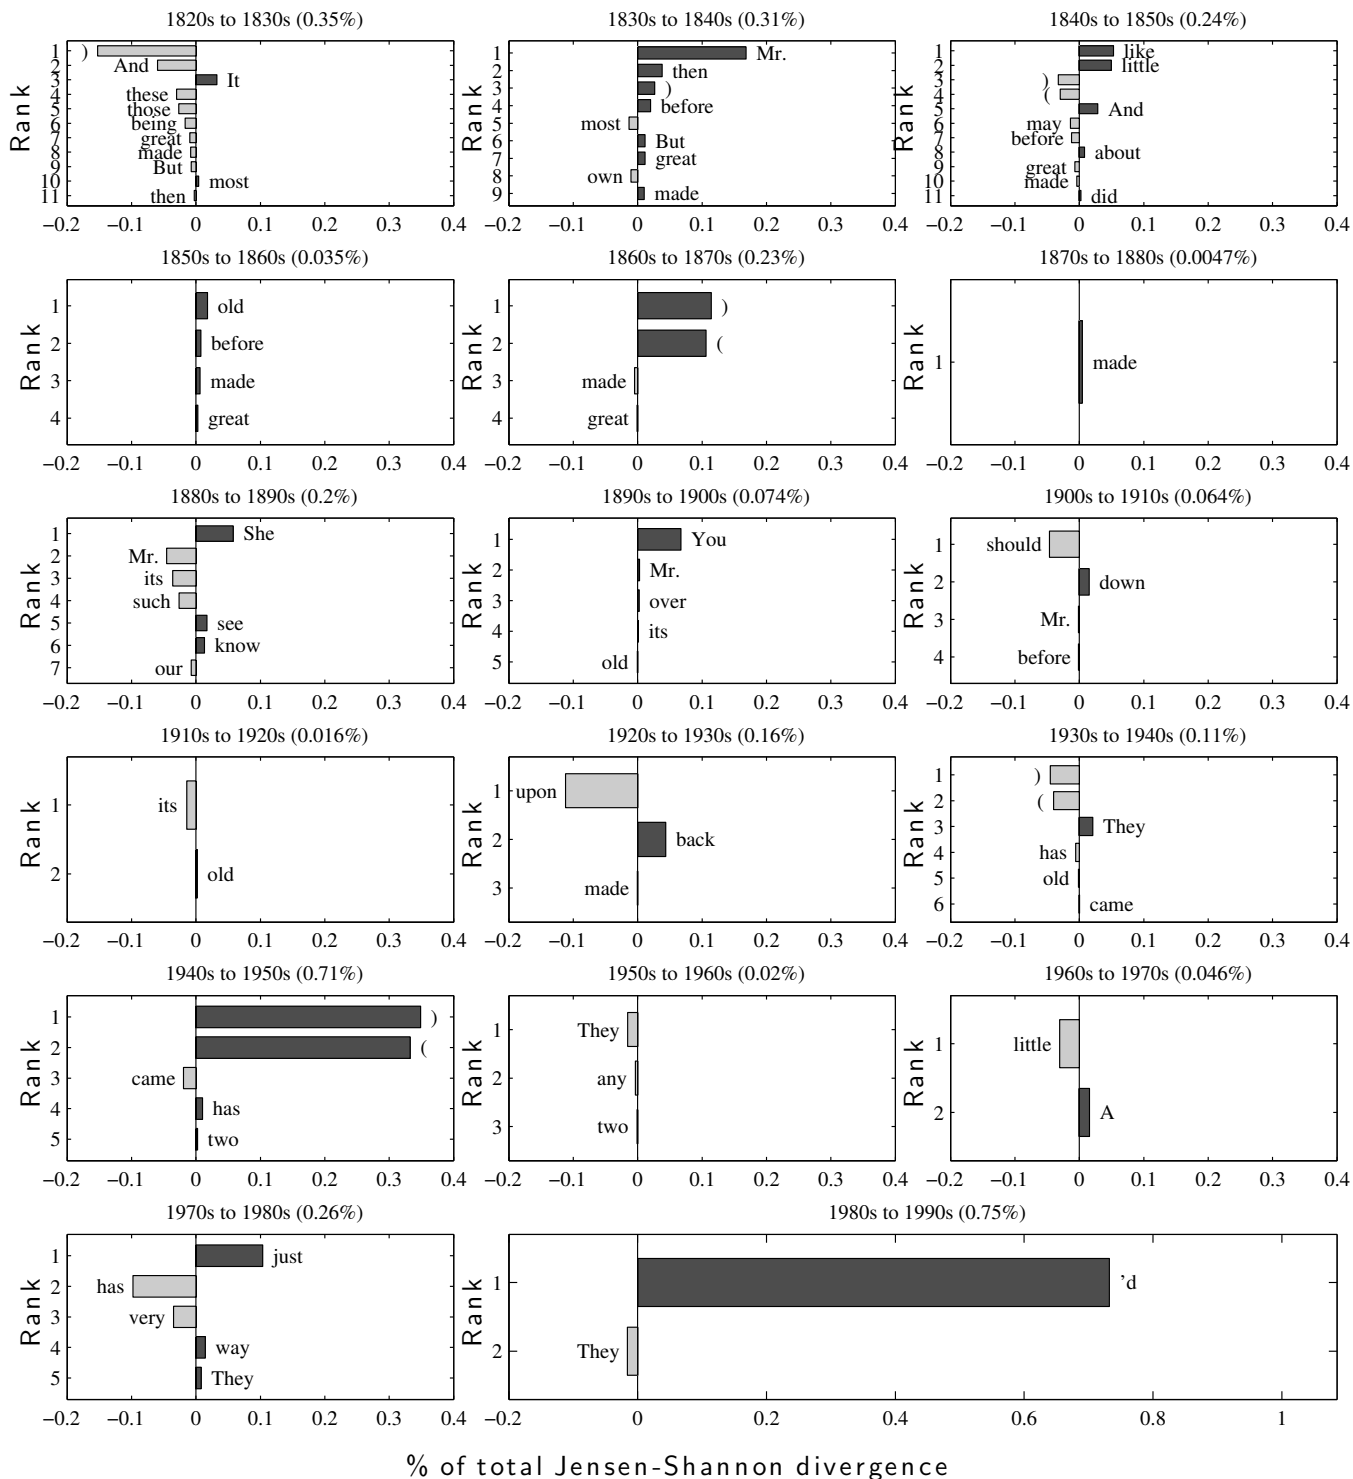 1820s to 1830s (0.35%)
Rank
1 )
2 And
3 It
4 these
5 those
6 being
7 great
8 made
9 But
10 most
11 then
−0.2 −0.1 0 0.1 0.2 0.3 0.4
1830s to 1840s (0.31%)
Rank
1 Mr.
2 then
3 )
4 before
5 most
6 But
7 great
8 own
9 made
−0.2 −0.1 0 0.1 0.2 0.3 0.4
1840s to 1850s (0.24%)
Rank
1 like
2 little
3 )
4 (
5 And
6 may
7 before
8 about
9 great
10 made
11 did
−0.2 −0.1 0 0.1 0.2 0.3 0.4
1850s to 1860s (0.035%)
Rank
1 old
2 before
3 made
4 great
−0.2 −0.1 0 0.1 0.2 0.3 0.4
1860s to 1870s (0.23%)
Rank
1 )
2 (
3 made
4 great
−0.2 −0.1 0 0.1 0.2 0.3 0.4
1870s to 1880s (0.0047%)
Rank
1 made
−0.2 −0.1 0 0.1 0.2 0.3 0.4
1880s to 1890s (0.2%)
Rank
1 She
2 Mr.
3 its
4 such
5 see
6 know
7 our
−0.2 −0.1 0 0.1 0.2 0.3 0.4
1890s to 1900s (0.074%)
Rank
1 You
2 Mr.
3 over
4 its
5 old
−0.2 −0.1 0 0.1 0.2 0.3 0.4
1900s to 1910s (0.064%)
Rank
1 should
2 down
3 Mr.
4 before
−0.2 −0.1 0 0.1 0.2 0.3 0.4
1910s to 1920s (0.016%)
Rank
1 its
2 old
−0.2 −0.1 0 0.1 0.2 0.3 0.4
1920s to 1930s (0.16%)
Rank
1 upon
2 back
3 made
−0.2 −0.1 0 0.1 0.2 0.3 0.4
1930s to 1940s (0.11%)
Rank
1 )
2 (
3 They
4 has
5 old
6 came
−0.2 −0.1 0 0.1 0.2 0.3 0.4
1940s to 1950s (0.71%)
Rank
1 )
2 (
3 came
4 has
5 two
−0.2 −0.1 0 0.1 0.2 0.3 0.4
1950s to 1960s (0.02%)
Rank
1 They
2 any
3 two
−0.2 −0.1 0 0.1 0.2 0.3 0.4
1960s to 1970s (0.046%)
Rank
1 little
2 A
−0.2 −0.1 0 0.1 0.2 0.3 0.4
1970s to 1980s (0.26%)
Rank
1 just
2 has
3 very
4 way
5 They
−0.2 −0.1 0 0.1 0.2 0.3 0.4
1980s to 1990s (0.75%)
Rank
1 ’d
2 They
−0.2 0 0.2 0.4 0.6 0.8 1
% of total Jensen-Shannon divergence